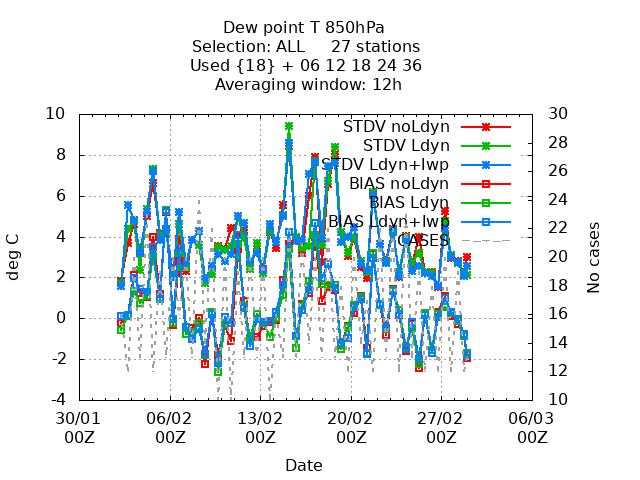 Dew point T 850hPa
Selection: ALL 27 stations
Used {18} + 06 12 18 24 36
Averaging window: 12h
10 30
STDV noLdyn
28
STDV Ldyn
8 26
STDV Ldyn+lwp
BIAS noLdyn
6 24
BIAS Ldyn
BIAS Ldyn+lwp
22
4 CASES
20
2 18
0 16
14
-2 12
-4 10
deg C
No cases
30/01 06/02 13/02 20/02 27/02 06/03
00Z 00Z 00Z 00Z 00Z 00Z
Date